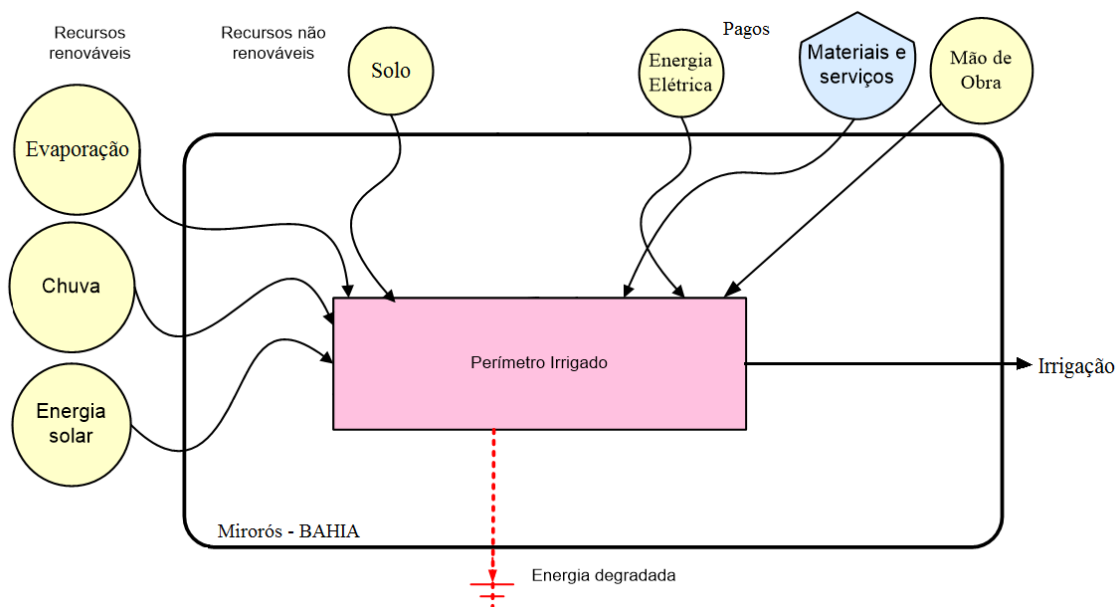 Recursos
renováveis
Recursos não
renováveis
Solo
Pagos
Energia
Elétrica
Materiais e
serviços
Mão de
Obra
Evaporação
Chuva
Energia
solar
Perímetro Irrigado
Irrigação
Mirorós - BAHIA
Energia degradada